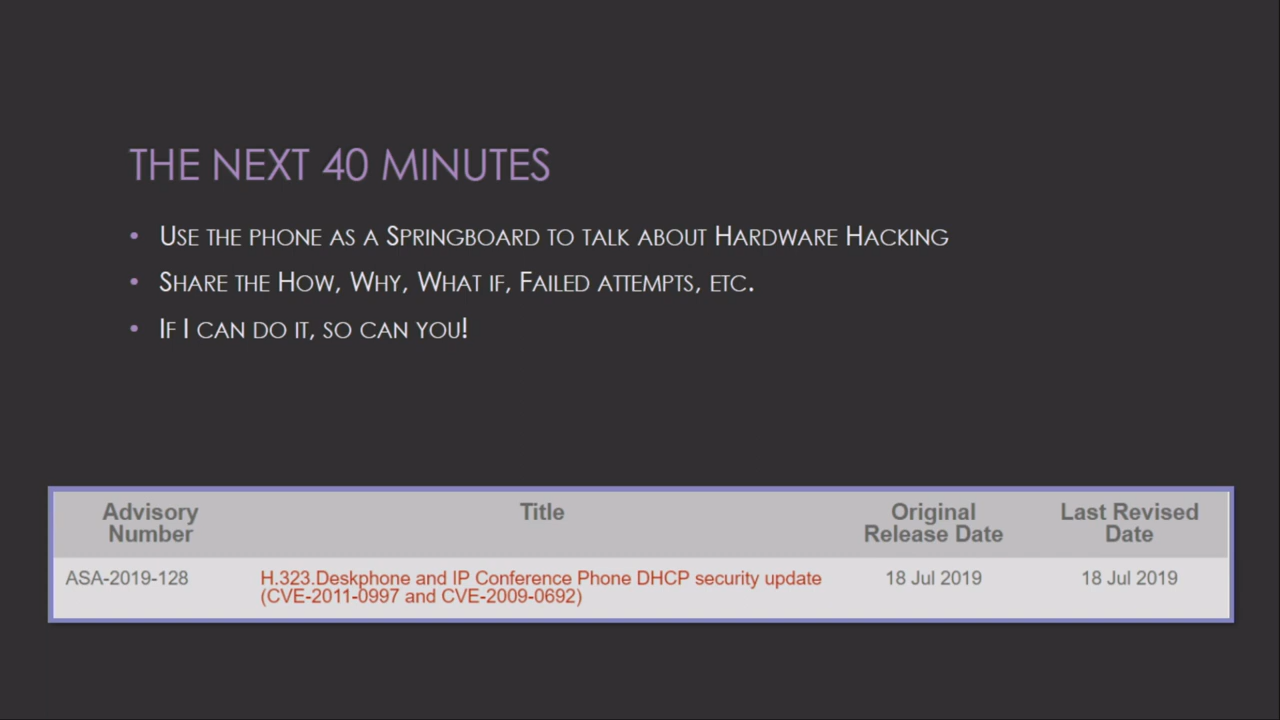 THE NEXT 40 MINUTES
• USE THE PHONE AS A SPRINGBOARD TO TALK ABOUT HARDWARE HACKING
• SHARE THE HOW, WHY, WHAT IF, FAILED ATTEMPTS, ETC.
• IF I CAN DO IT, SO CAN YOU!
Advisory Number Title Original Release Date Last Revised Date
ASA-2019-128 H.323.Deskphone and IP Conference Phone DHCP security update 18 Jul 2019 18 Jul 2019
(CVE-2011-0997 and CVE-2009-0692)